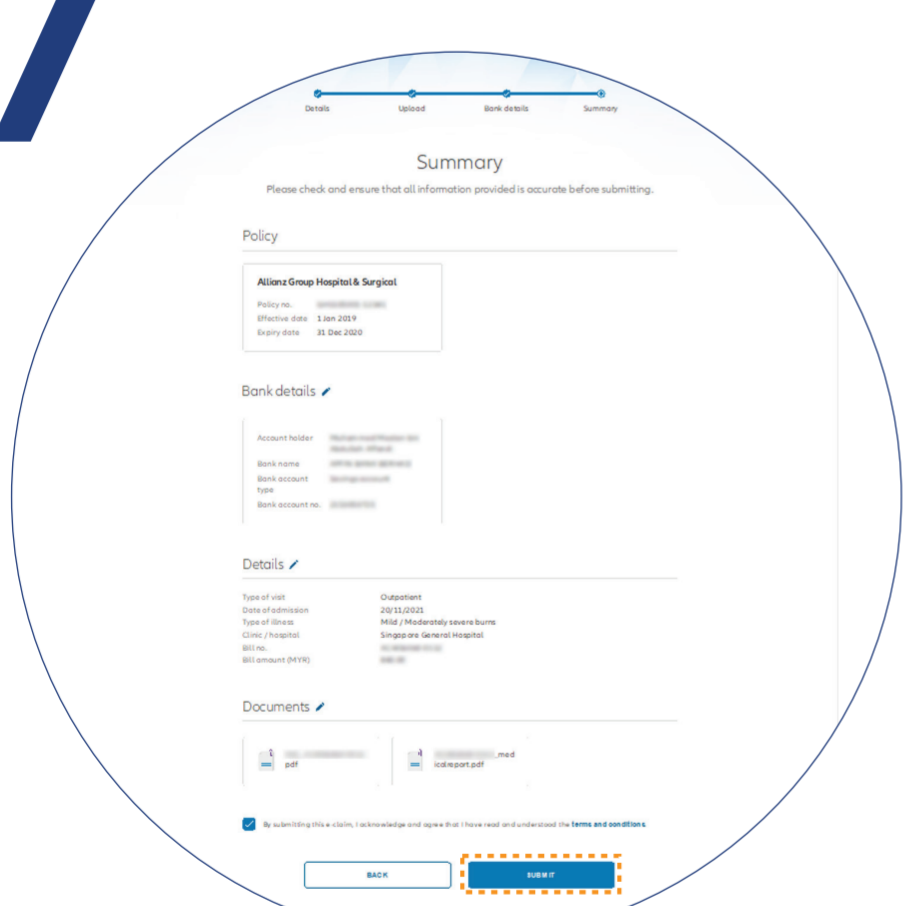 Details Upload Bank details Summary
Summary
Please check and ensure that all information provided is accurate before submitting.
Policy
Allianz Group Hospital & Surgical
Policy no.
Effective date 1 Jan 2019
Expiry date 31 Dec 2020
Bank details
Account holder
Bank name
Bank account
type
Bank account no.
Details
Type of visit Outpatient
Date of admission 20/11/2021
Type of illness Mild / Moderately severe burns
Clinic / hospital Singapore General Hospital
Bill no.
Bill amount (MYR)
Documents
pdf
_med
icalreport.pdf
By submitting this e-claim, I acknowledge and agree that I have read and understood the terms and conditions.
BACK SUBMIT